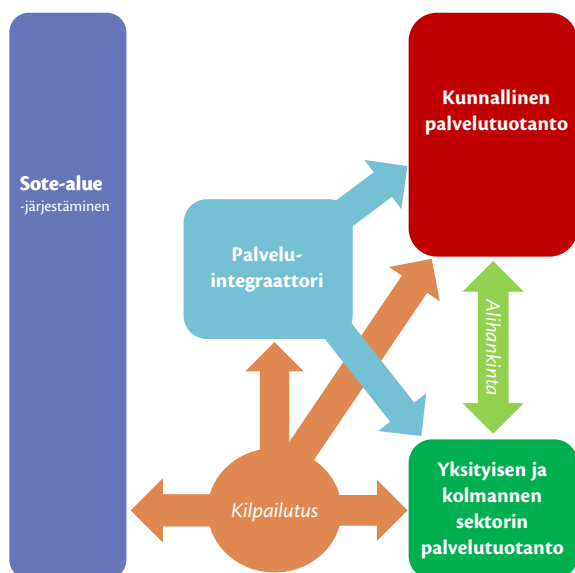 Kunnallinen
palvelutuotanto
Sote-alue
-järjestäminen
Palvelu-
integraattori
Alihankinta
Kilpailutus
Yksityisen ja
kolmannen
sektorin
palvelutuotanto